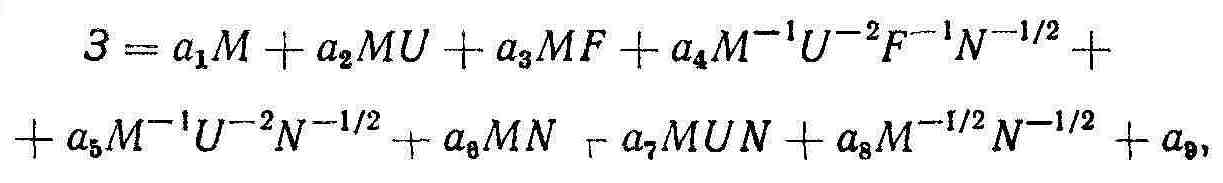 З = a₁M + a₂MU + a₃MF + a₄M⁻¹U⁻²F⁻¹N⁻¹/² +
+ a₅M⁻¹U⁻²N⁻¹/² + a₆MN + a₇MUN + a₈M⁻¹/²N⁻¹/² + a₉,